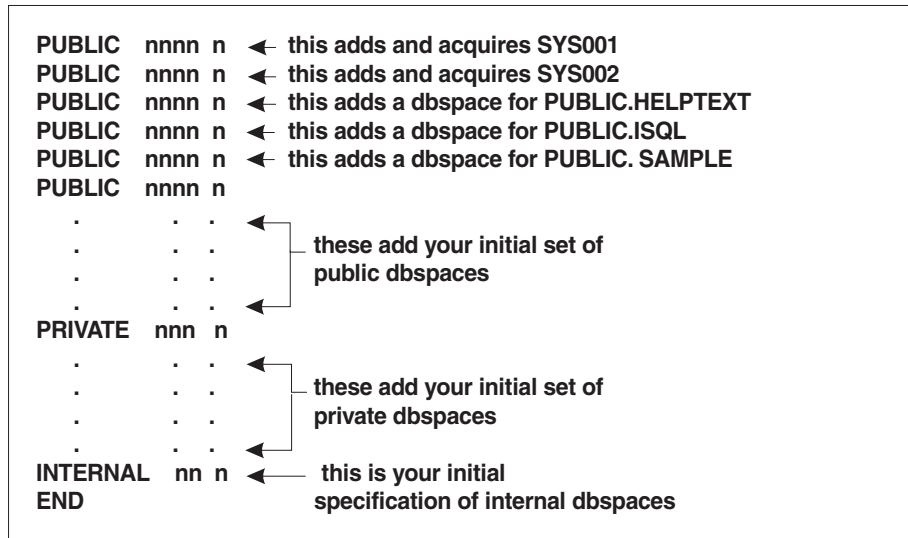 PUBLIC nnnn n this adds and acquires SYS001
PUBLIC nnnn n this adds and acquires SYS002
PUBLIC nnnn n this adds a dbspace for PUBLIC.HELPTEXT
PUBLIC nnnn n this adds a dbspace for PUBLIC.ISQL
PUBLIC nnnn n this adds a dbspace for PUBLIC. SAMPLE
PUBLIC nnnn n
. . .
. . . these add your initial set of
. . . public dbspaces
. . .
PRIVATE nnn n
. . .
. . . these add your initial set of
. . . private dbspaces
. . .
INTERNAL nn n this is your initial
END specification of internal dbspaces